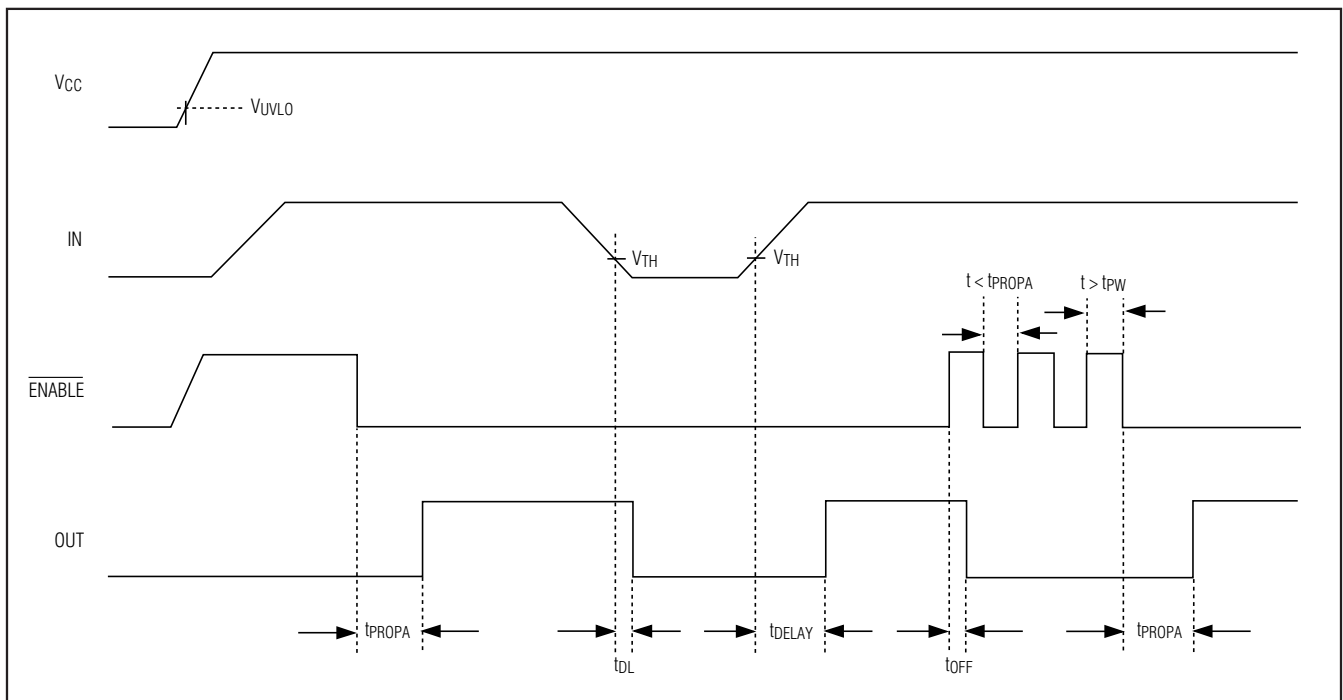 VCC
VUVLO
IN
VTH
VTH
t < tPROPA
t > tPW
ENABLE
OUT
tPROPA
tDL
tDELAY
tOFF
tPROPA